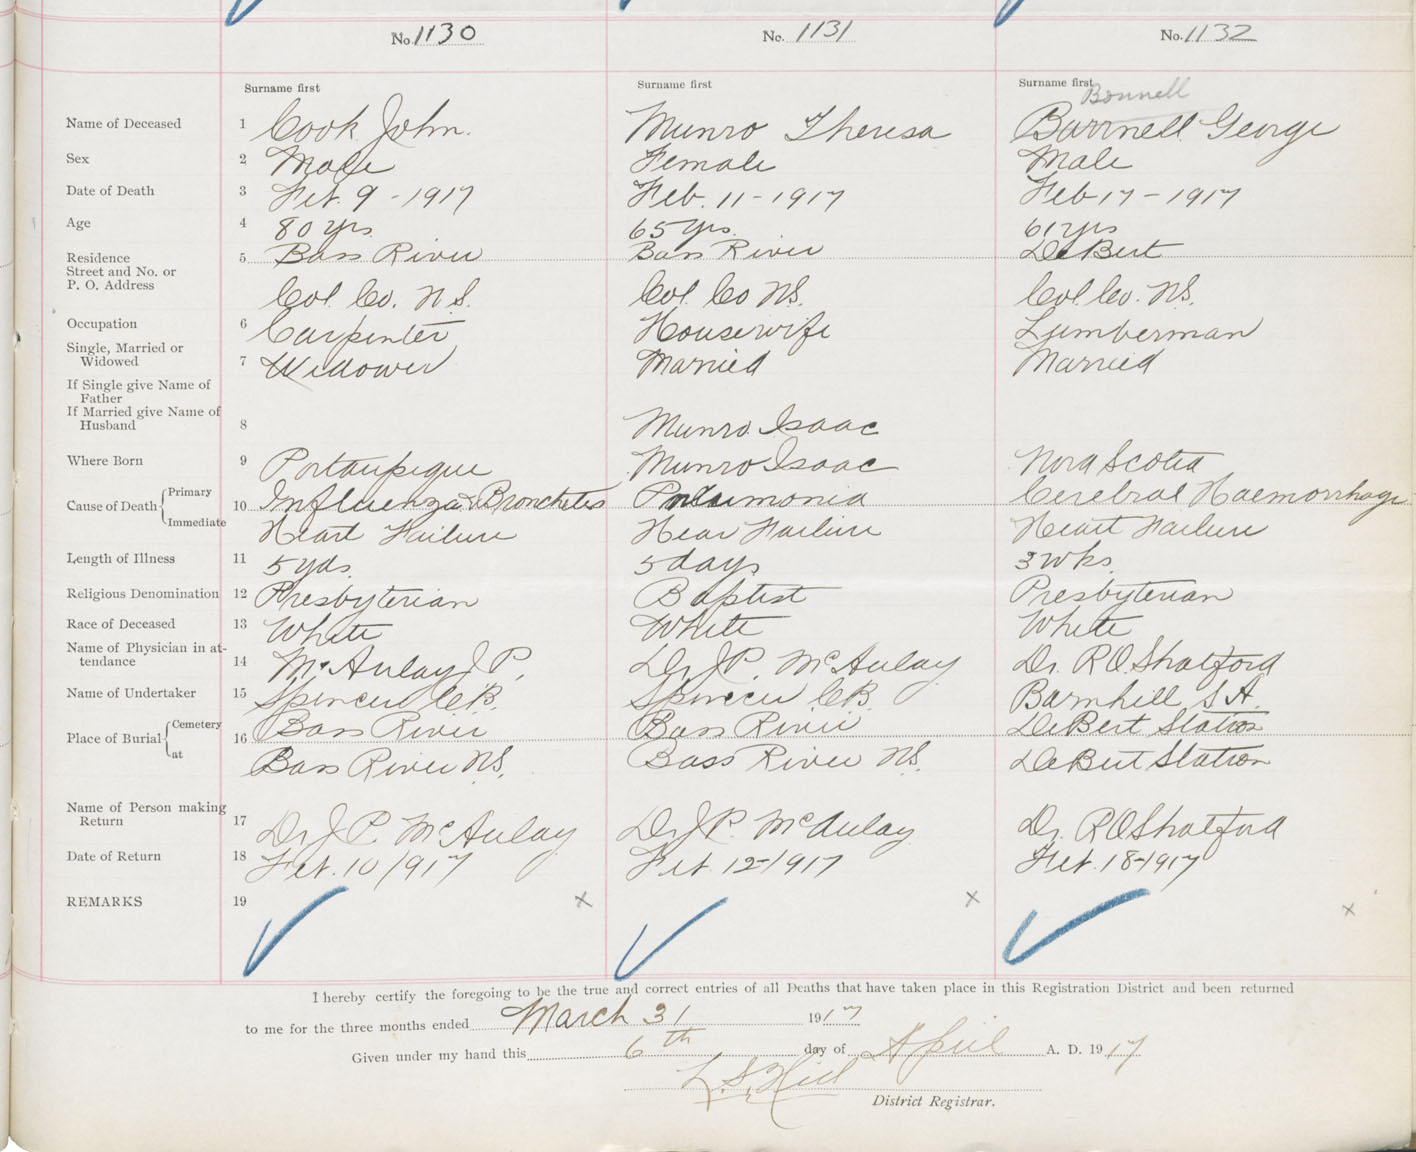 No. 1130 No. 1131 No. 1132
Surname first Surname first Surname first
Bonnell
Name of Deceased 1 Cook John. Munro Theresa Barrnell George
Sex 2 Male Female Male
Date of Death 3 Feb. 9 - 1917 Feb. 11 - 1917 Feb 17 - 1917
Age 4 80 yrs. 65 yrs. 61 yrs
Residence 5 Bass River Bass River DeBert
Street and No. or
P. O. Address Col. Co. N.S. Col. Co N.S. Col. Co. N.S.
Occupation 6 Carpenter Housewife Lumberman
Single, Married or
Widowed 7 Widower Married Married
If Single give Name of
Father
If Married give Name of
Husband 8 Munro Isaac
Where Born 9 Portaupique Munro Isaac Nova Scotia
Cause of Death Primary 10 Influenza & Bronchetes Pneumonia Cerebral Haemorrhage
Immediate Heart Failure Hear Failure Heart Failure
Length of Illness 11 5 yds. 5 days 3 wks.
Religious Denomination 12 Presbyterian Baptist Presbyterian
Race of Deceased 13 White White White
Name of Physician in at-
tendance 14 McAulay J P. Dr. J.P. McAulay Dr. R.O. Shatford
Name of Undertaker 15 Spencer C.B. Spencer C.B. Barnhill S A.
Place of Burial Cemetery 16 Bass River Bass River DeBert Station
at Bass River N.S. Bass River N.S. DeBert Station
Name of Person making
Return 17 Dr. J P. McAulay Dr. J.P. McAulay Dr. R.O. Shatford
Date of Return 18 Feb. 10/1917 Feb. 12-1917 Feb. 18-1917
REMARKS 19 x x x
I hereby certify the foregoing to be the true and correct entries of all Deaths that have taken place in this Registration District and been returned
to me for the three months ended March 31 1917
Given under my hand this 6th day of April A. D. 1917
L. S. Hill
District Registrar.